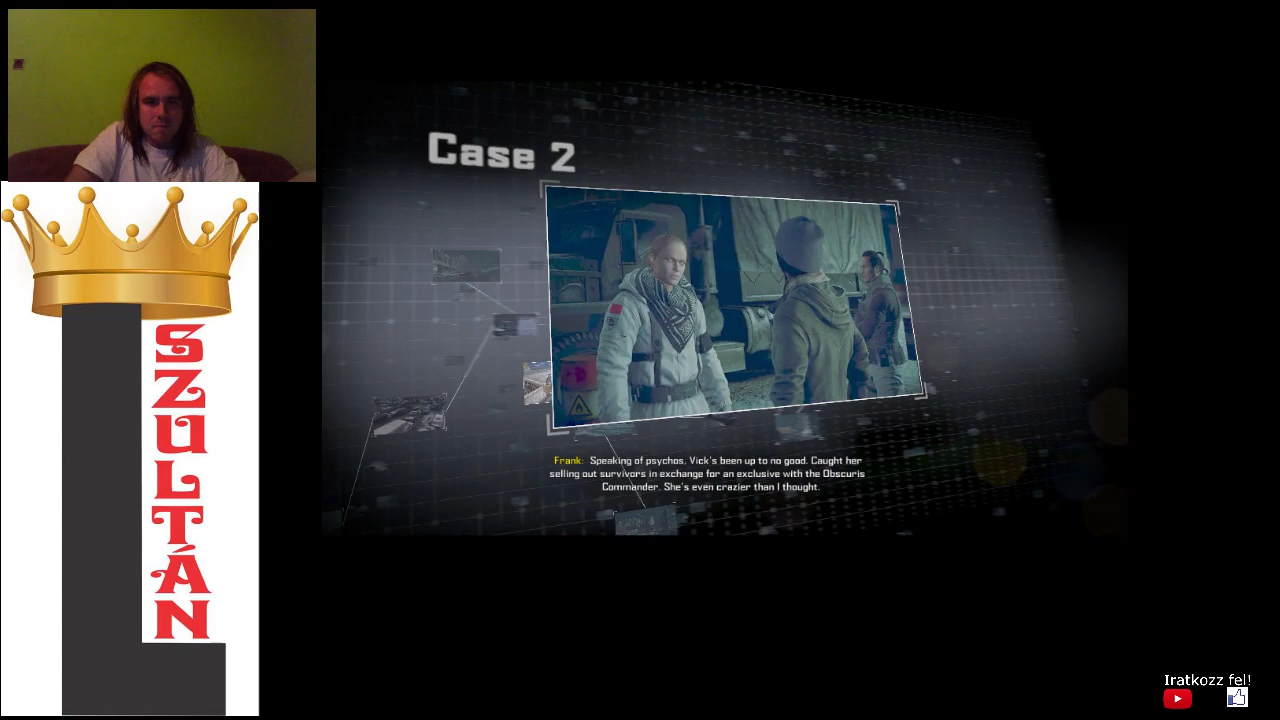 Case 2
Frank: Speaking of psychos, Vick's been up to no good. Caught her
selling out survivors in exchange for an exclusive with the Obscuris
Commander. She's even crazier than I thought.
SZULTÁN
Iratkozz fel!